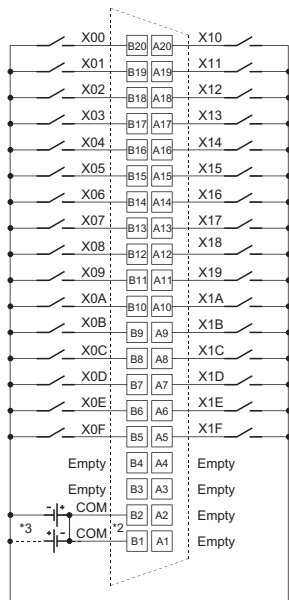 X00 B20 A20 X10
X01 B19 A19 X11
X02 B18 A18 X12
X03 B17 A17 X13
X04 B16 A16 X14
X05 B15 A15 X15
X06 B14 A14 X16
X07 B13 A13 X17
X08 B12 A12 X18
X09 B11 A11 X19
X0A B10 A10 X1A
X0B B9 A9 X1B
X0C B8 A8 X1C
X0D B7 A7 X1D
X0E B6 A6 X1E
X0F B5 A5 X1F
Empty B4 A4 Empty
Empty B3 A3 Empty
- + COM B2 A2 Empty
*3 *2
+ - COM B1 A1 Empty